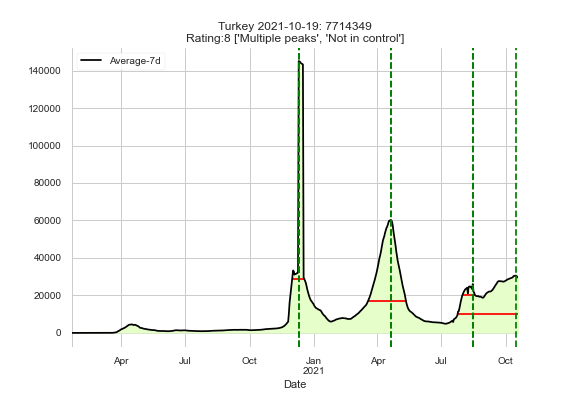 Turkey 2021-10-19: 7714349
Rating:8 ['Multiple peaks', 'Not in control']
Average-7d
140000
120000
100000
80000
60000
40000
20000
0
Apr Jul Oct Jan Apr Jul Oct
2021
Date